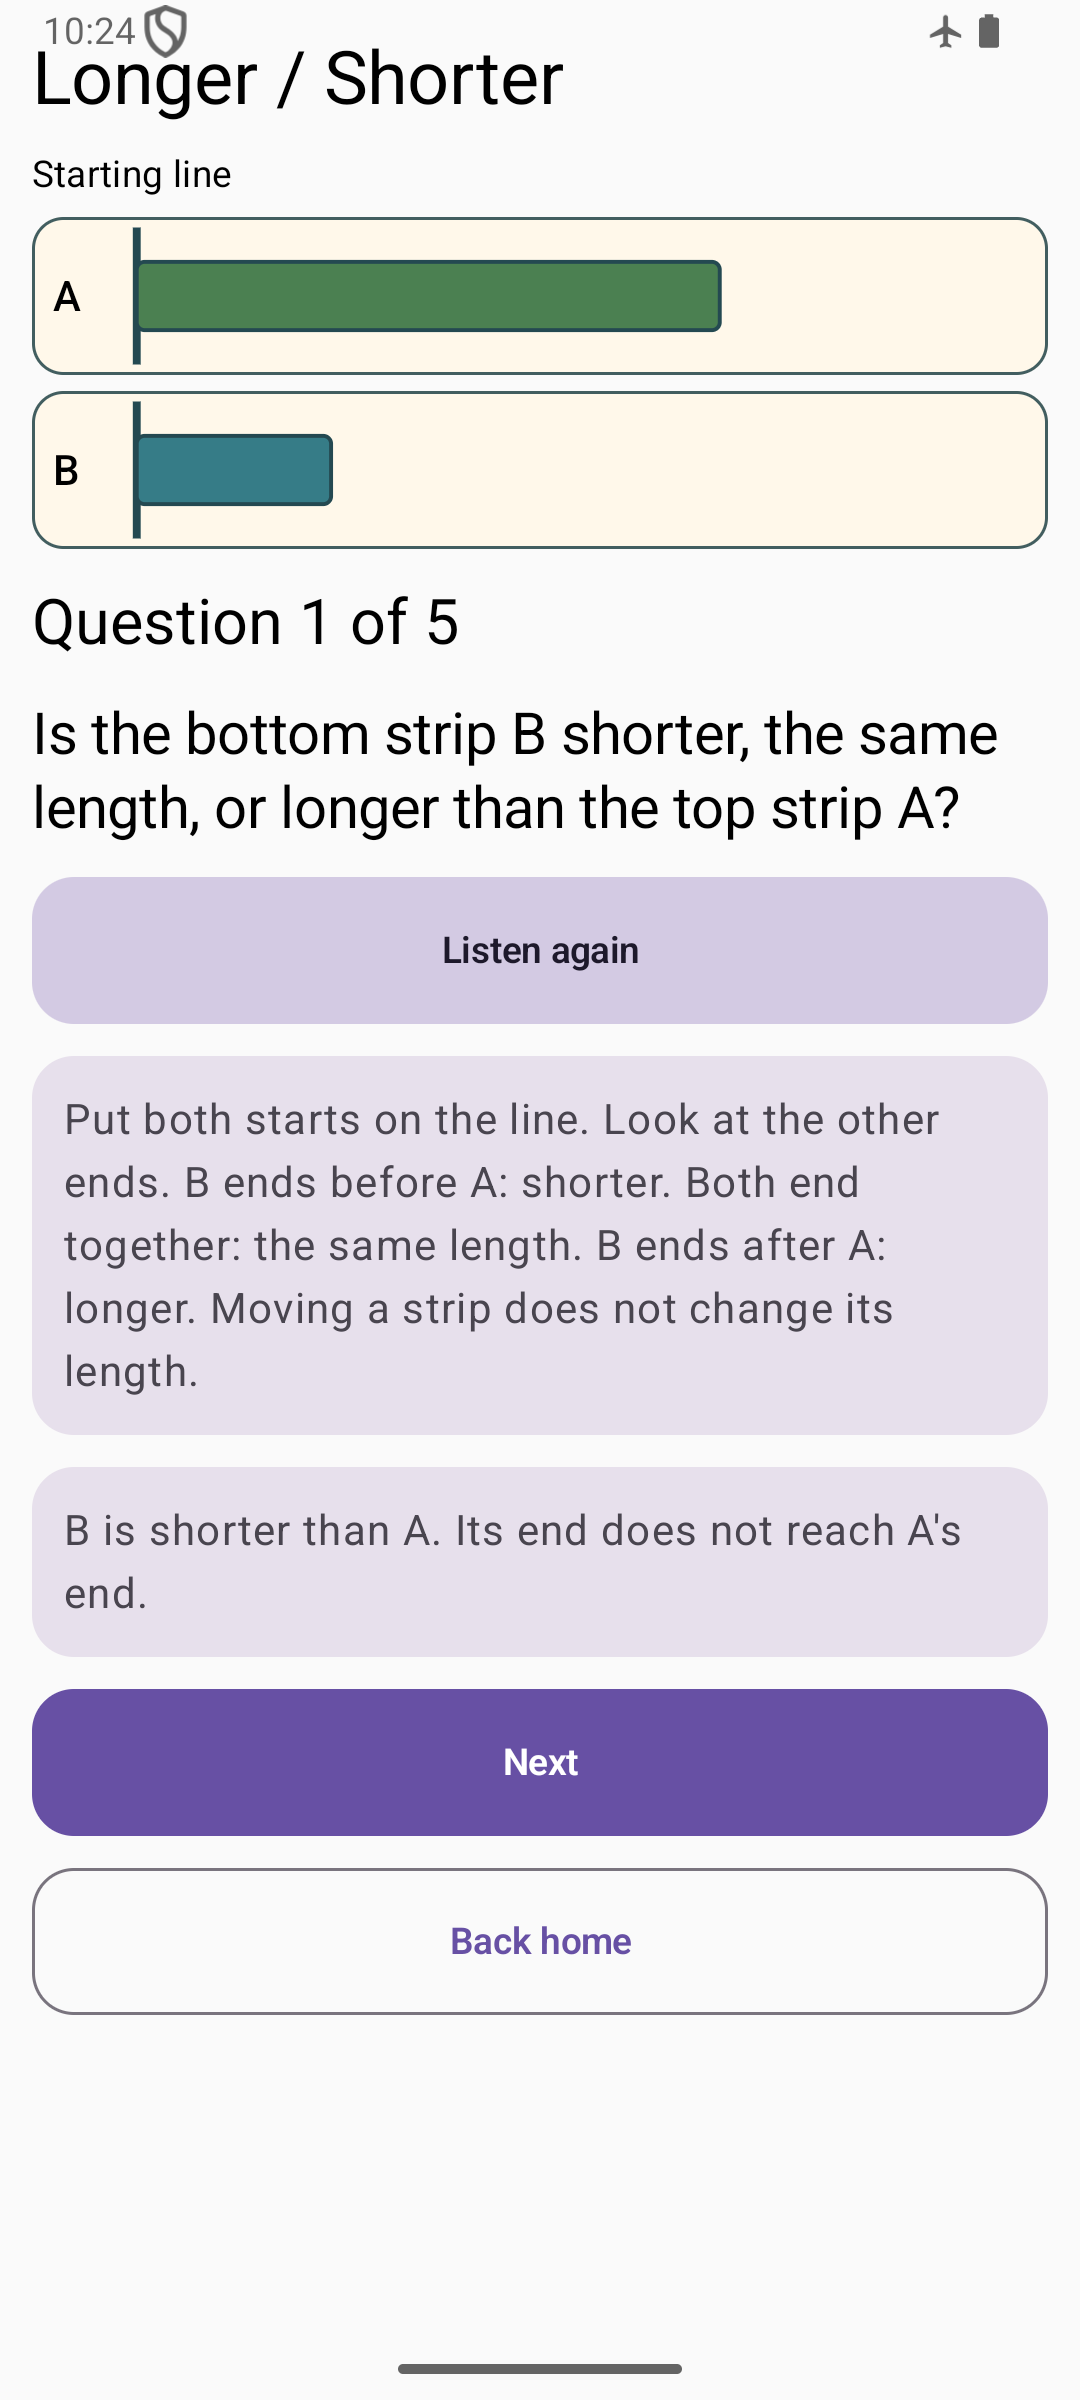 10:24
Longer / Shorter
Starting line
A
B
Question 1 of 5
Is the bottom strip B shorter, the same
length, or longer than the top strip A?
Listen again
Put both starts on the line. Look at the other
ends. B ends before A: shorter. Both end
together: the same length. B ends after A:
longer. Moving a strip does not change its
length.
B is shorter than A. Its end does not reach A's
end.
Next
Back home